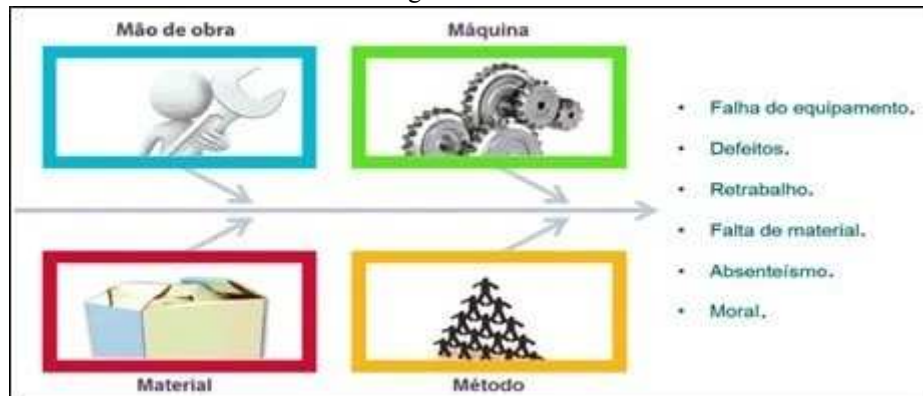 Mão de obra
Máquina
• Falha do equipamento.
• Defeitos.
• Retrabalho.
• Falta de material.
• Absenteísmo.
• Moral.
Material
Método